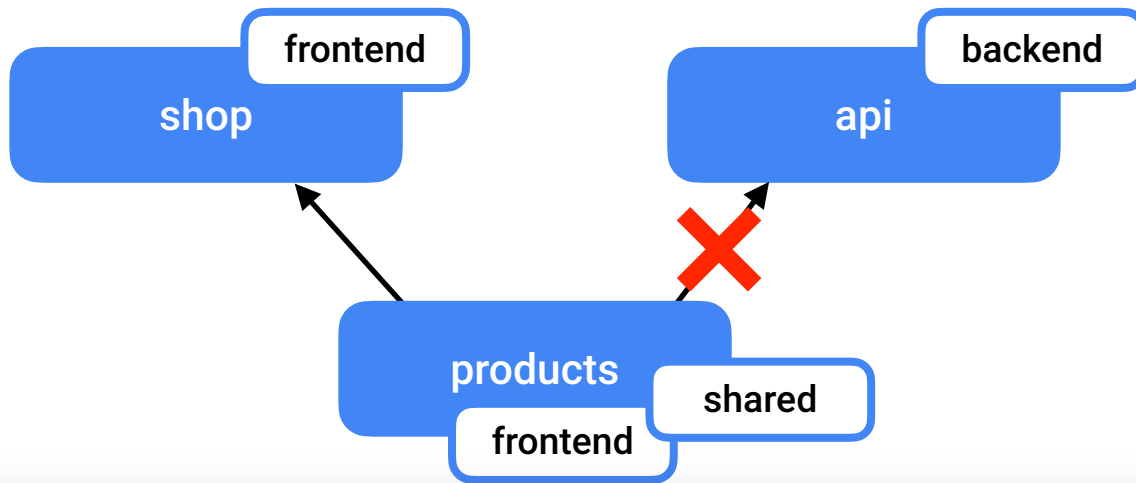 frontend
shop
backend
api
products
shared
frontend